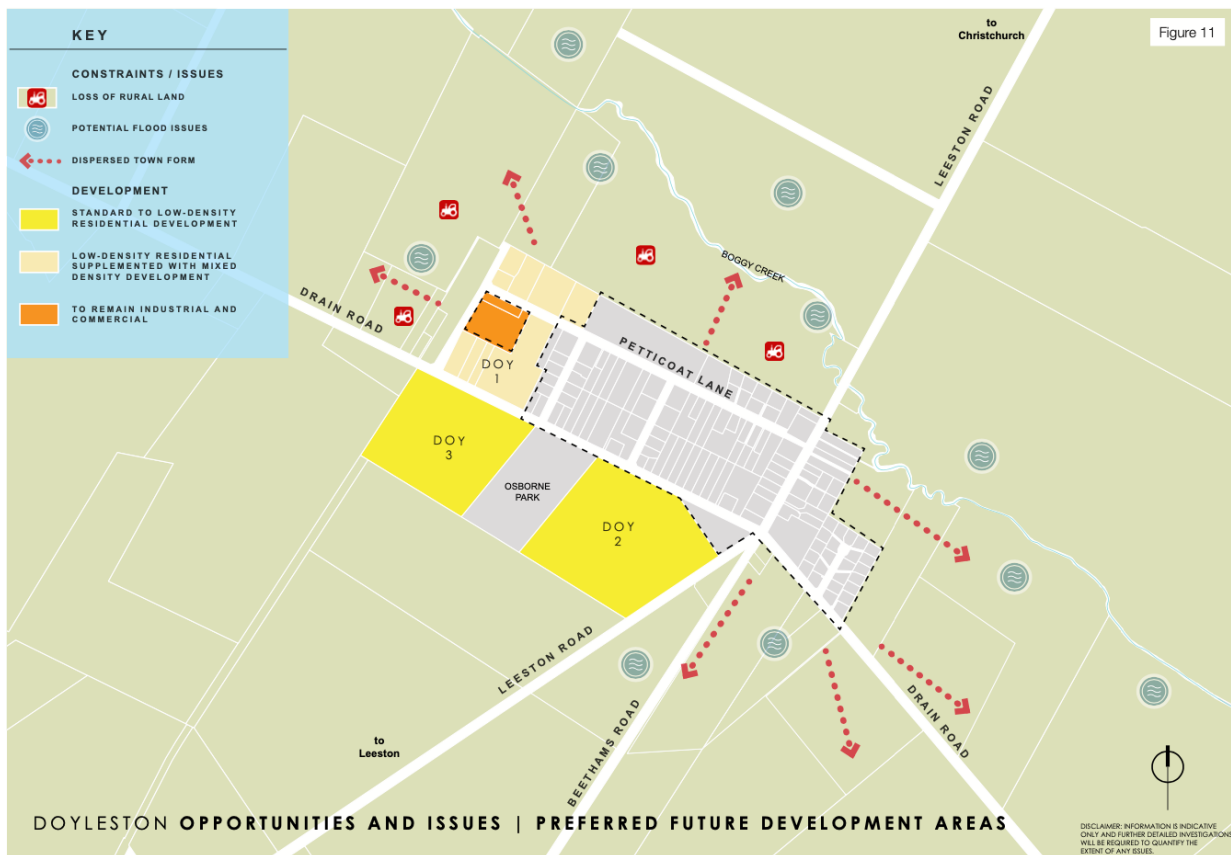 KEY
CONSTRAINTS / ISSUES
LOSS OF RURAL LAND
POTENTIAL FLOOD ISSUES
DISPERSED TOWN FORM
DEVELOPMENT
STANDARD TO LOW-DENSITY
RESIDENTIAL DEVELOPMENT
LOW-DENSITY RESIDENTIAL
SUPPLEMENTED WITH MIXED
DENSITY DEVELOPMENT
TO REMAIN INDUSTRIAL AND
COMMERCIAL
to
Christchurch
Figure 11
LEESTON ROAD
BOGGY CREEK
DRAIN ROAD
PETTICOAT LANE
DOY
1
DOY
3
OSBORNE
PARK
DOY
2
LEESTON ROAD
BEETHAMS ROAD
DRAIN ROAD
to
Leeston
DOYLESTON OPPORTUNITIES AND ISSUES | PREFERRED FUTURE DEVELOPMENT AREAS
DISCLAIMER: INFORMATION IS INDICATIVE
ONLY AND FURTHER DETAILED INVESTIGATIONS
WILL BE REQUIRED TO QUANTIFY THE
EXTENT OF ANY ISSUES.